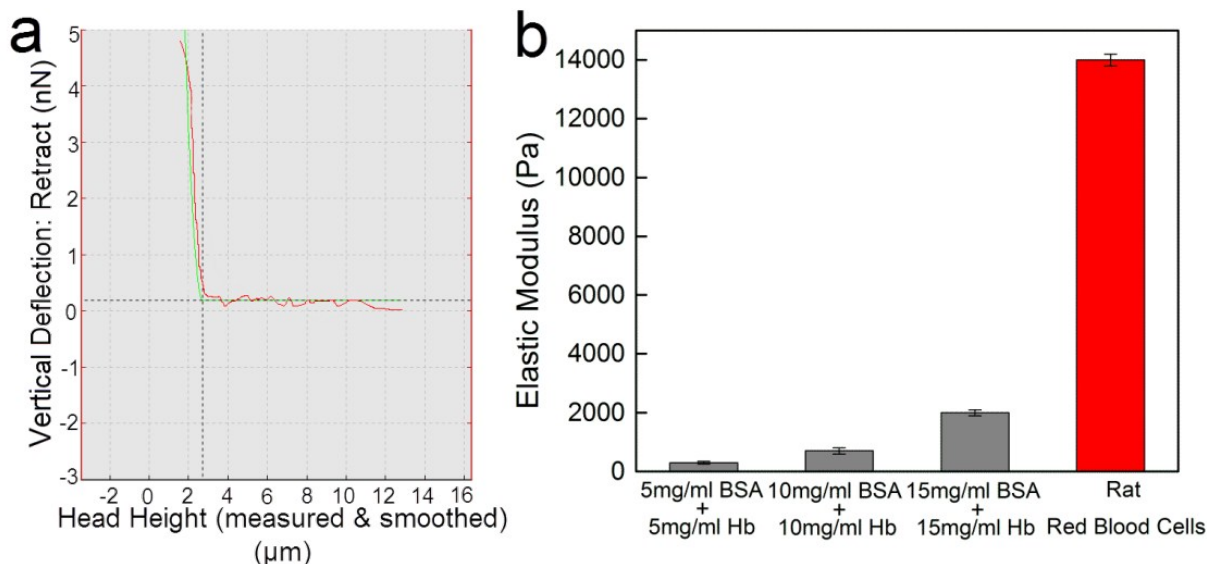 a
5
4
3
2
1
0
-1
-2
-3
Vertical Deflection: Retract (nN)
-2 0 2 4 6 8 10 12 14 16
Head Height (measured & smoothed)
(µm)
b
14000
12000
10000
8000
6000
4000
2000
0
Elastic Modulus (Pa)
5mg/ml BSA
+
5mg/ml Hb
10mg/ml BSA
+
10mg/ml Hb
15mg/ml BSA
+
15mg/ml Hb
Rat
Red Blood Cells